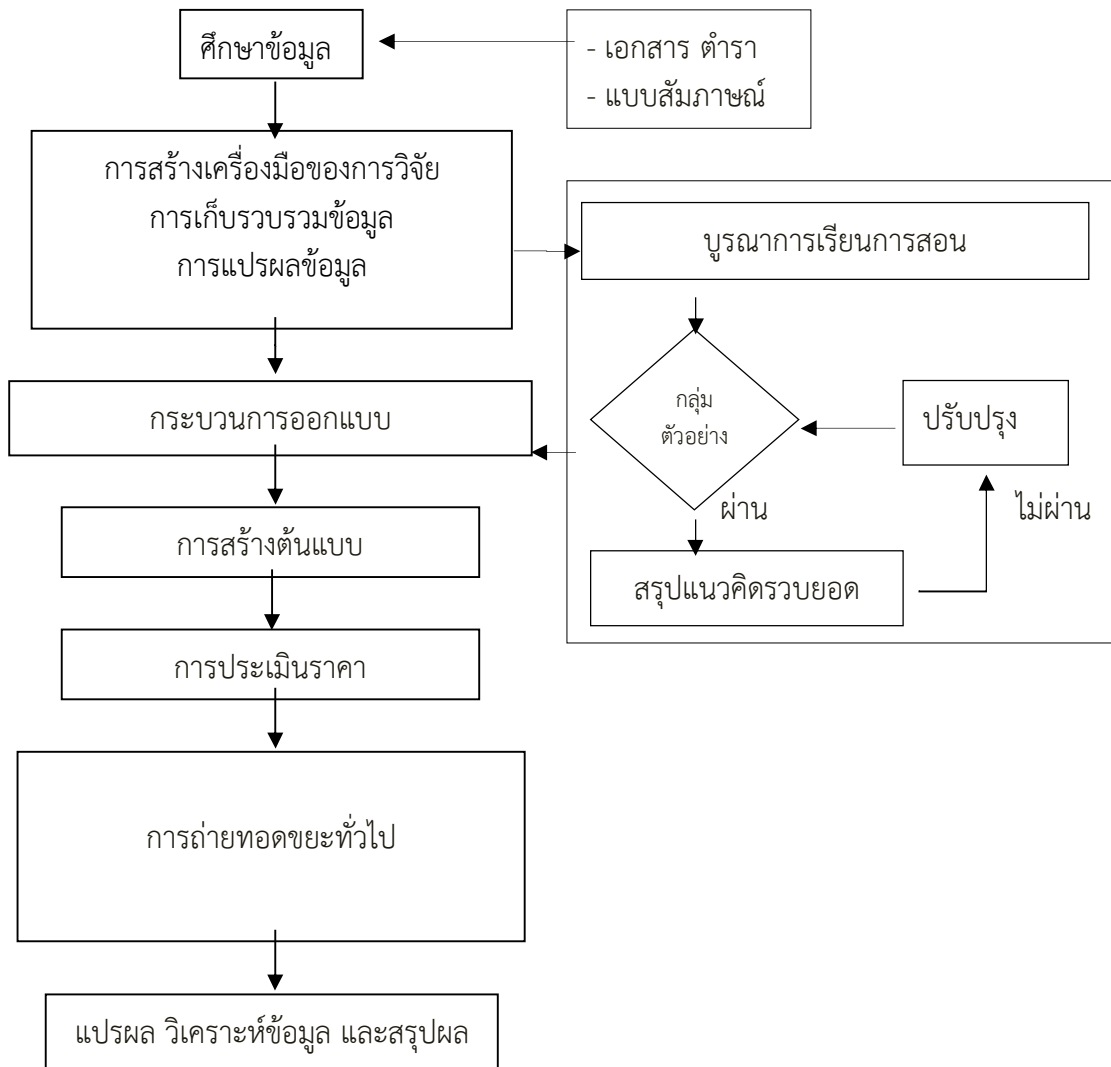 ศึกษาข้อมูล
- เอกสาร ตำรา
- แบบสัมภาษณ์
การสร้างเครื่องมือของการวิจัย
การเก็บรวบรวมข้อมูล
การแปรผลข้อมูล
บูรณาการเรียนการสอน
กลุ่ม
ตัวอย่าง
ปรับปรุง
กระบวนการออกแบบ
ผ่าน
ไม่ผ่าน
การสร้างต้นแบบ
สรุปแนวคิดรวบยอด
การประเมินราคา
การถ่ายทอดขยะทั่วไป
แปรผล วิเคราะห์ข้อมูล และสรุปผล